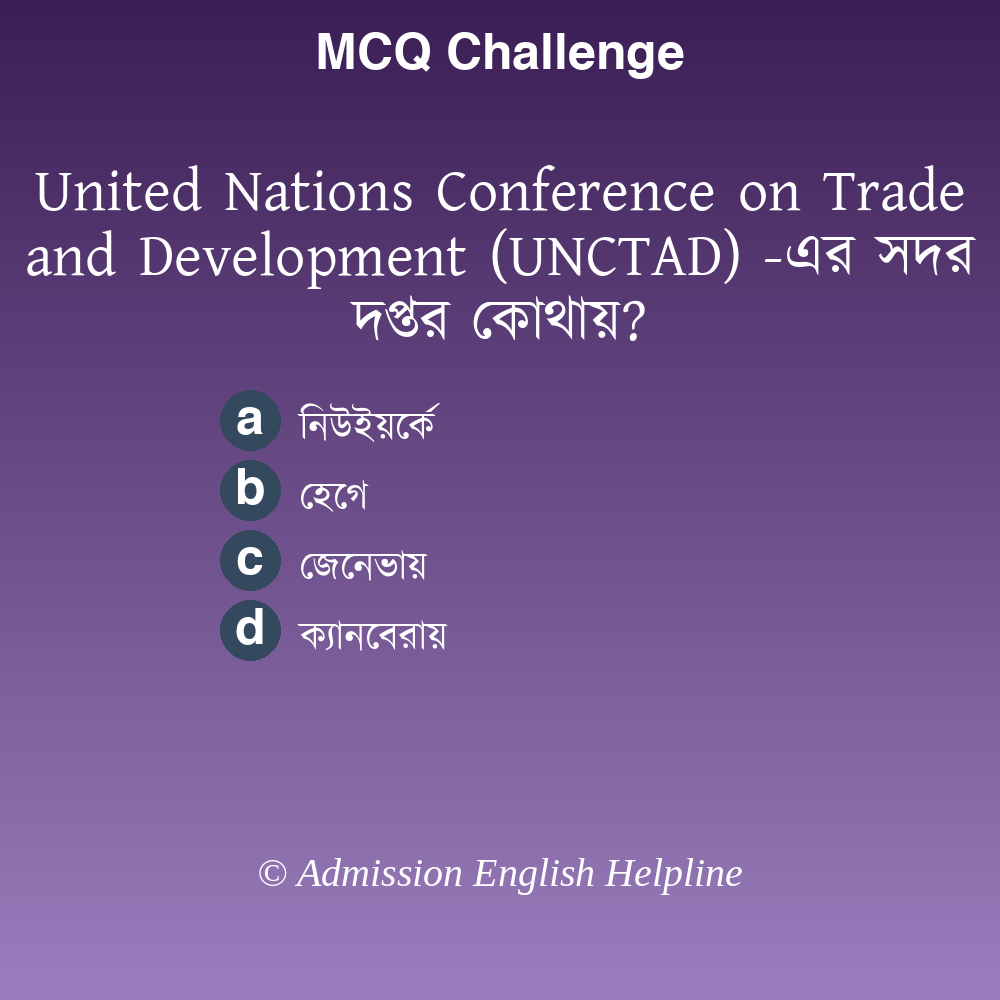 MCQ Challenge
United Nations Conference on Trade
and Development (UNCTAD) -এর সদর
দপ্তর কোথায়?
a নিউইয়র্কে
b হেগে
c জেনেভায়
d ক্যানবেরায়
© Admission English Helpline